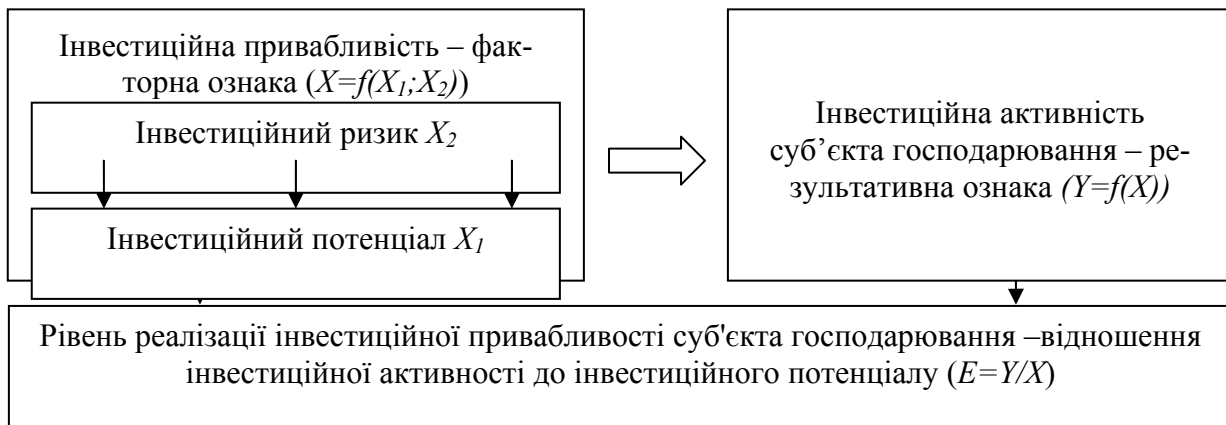 Інвестиційна привабливість – фак-
торна ознака (X=f(X₁;X₂))
Інвестиційний ризик X₂
Інвестиційний потенціал X₁
Інвестиційна активність
суб’єкта господарювання – ре-
зультативна ознака (Y=f(X))
Рівень реалізації інвестиційної привабливості суб'єкта господарювання –відношення
інвестиційної активності до інвестиційного потенціалу (E=Y/X)